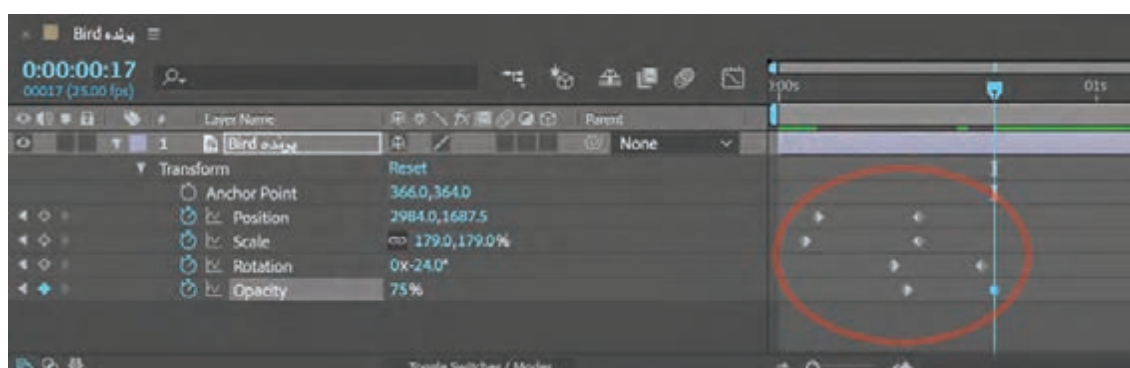 Bird پرنده
0:00:00:17
00017 (25.00 fps)
:00s 01s
# Layer Name Parent
1 Bird پرنده None
Transform Reset
Anchor Point 366.0,364.0
Position 2984.0,1687.5
Scale 179.0,179.0%
Rotation 0x-24.0°
Opacity 75%
Toggle Switches / Modes